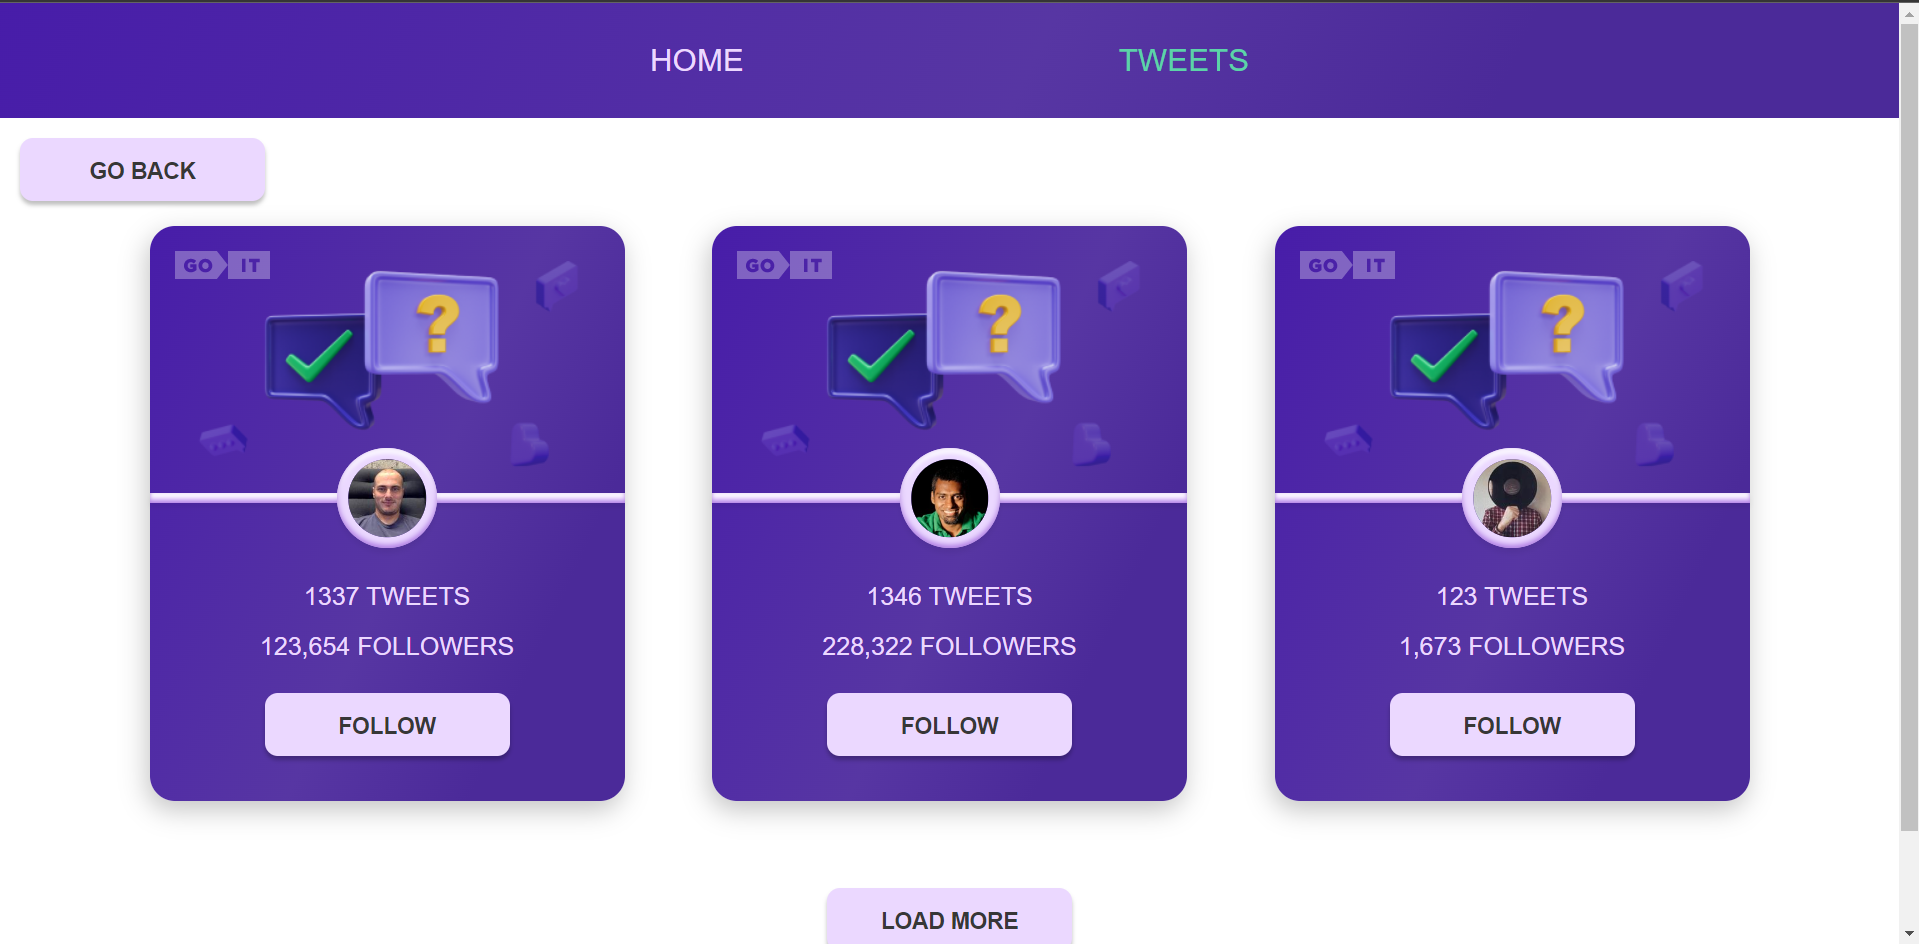 HOME TWEETS
GO BACK
GO IT GO IT GO IT
? ? ?
1337 TWEETS 1346 TWEETS 123 TWEETS
123,654 FOLLOWERS 228,322 FOLLOWERS 1,673 FOLLOWERS
FOLLOW FOLLOW FOLLOW
LOAD MORE